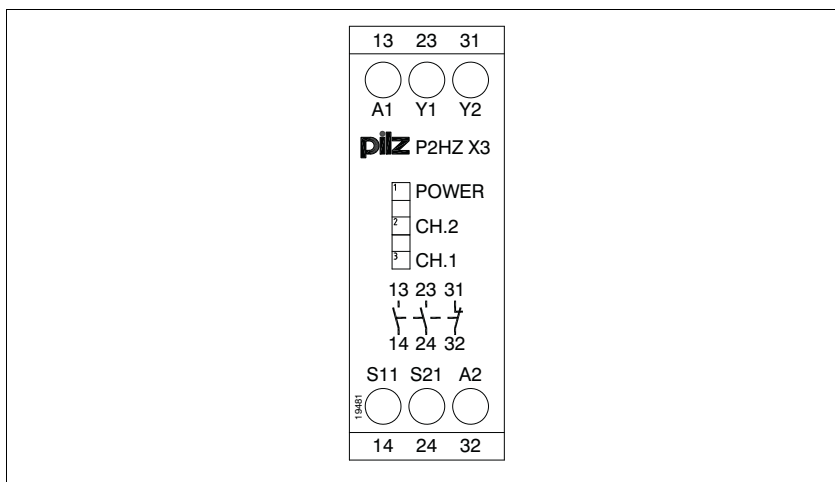 13 23 31
A1 Y1 Y2
pilz P2HZ X3
1 POWER
2 CH.2
3 CH.1
13 23 31
14 24 32
S11 S21 A2
19481
14 24 32